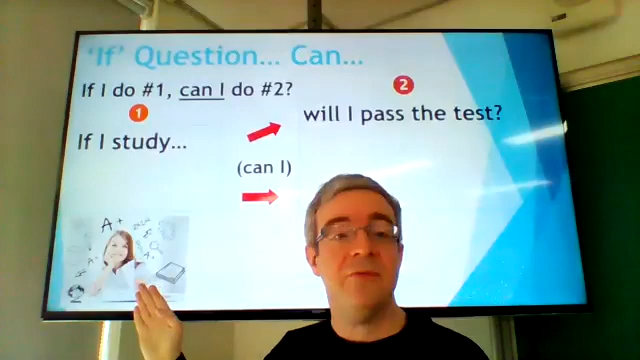 'If' Question... Can...
If I do #1, can I do #2?
2
1
will I pass the test?
If I study...
(can I)
A+